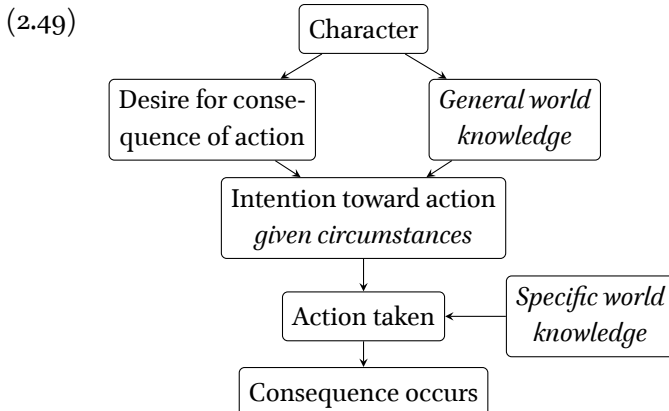 (2.49)
Character
Desire for conse-
quence of action
General world
knowledge
Intention toward action
given circumstances
Action taken
Specific world
knowledge
Consequence occurs